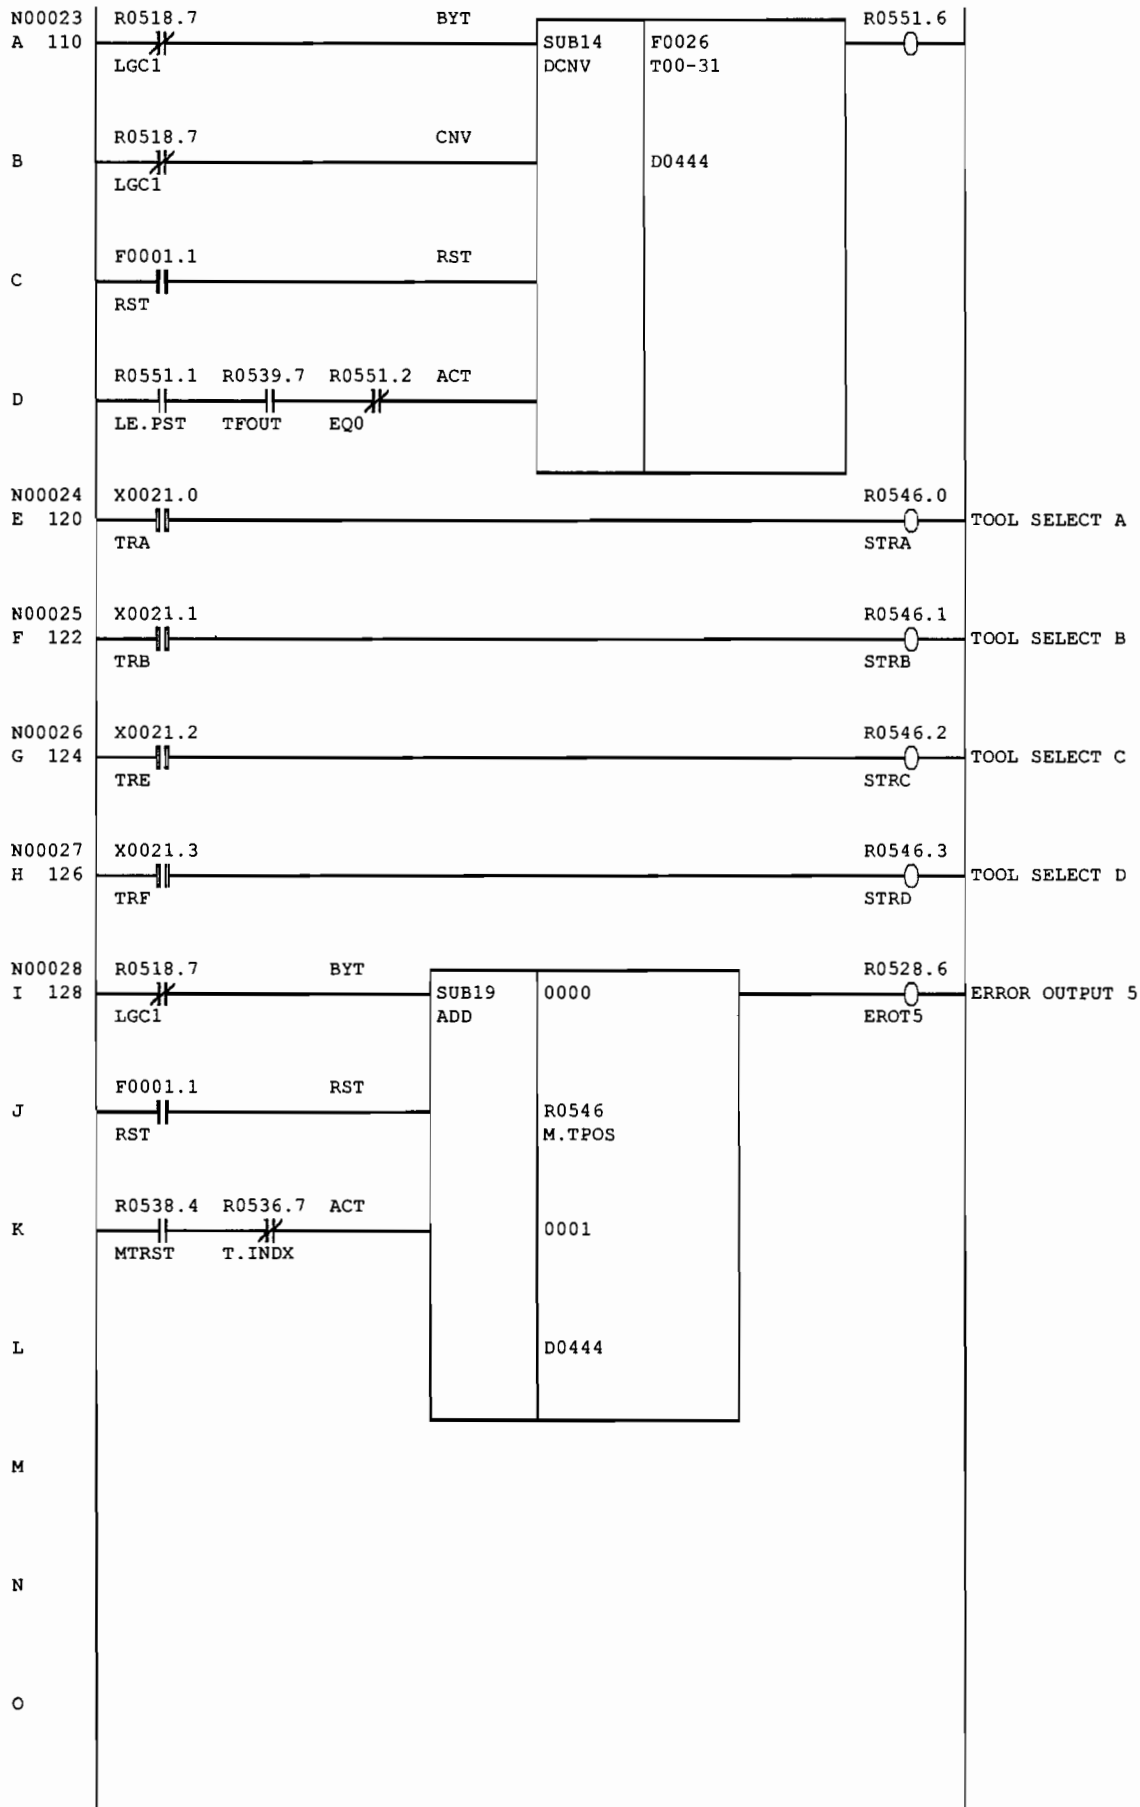 N00023 R0518.7 BYT R0551.6
A 110 SUB14 F0026
LGC1 DCNV T00-31
R0518.7 CNV
B D0444
LGC1
F0001.1 RST
C
RST
R0551.1 R0539.7 R0551.2 ACT
D
LE.PST TFOUT EQ0
N00024 X0021.0 R0546.0
E 120 TOOL SELECT A
TRA STRA
N00025 X0021.1 R0546.1
F 122 TOOL SELECT B
TRB STRB
N00026 X0021.2 R0546.2
G 124 TOOL SELECT C
TRE STRC
N00027 X0021.3 R0546.3
H 126 TOOL SELECT D
TRF STRD
N00028 R0518.7 BYT R0528.6
I 128 SUB19 0000 ERROR OUTPUT 5
LGC1 ADD EROT5
F0001.1 RST
J R0546
RST M.TPOS
R0538.4 R0536.7 ACT
K 0001
MTRST T.INDX
L D0444
M
N
O